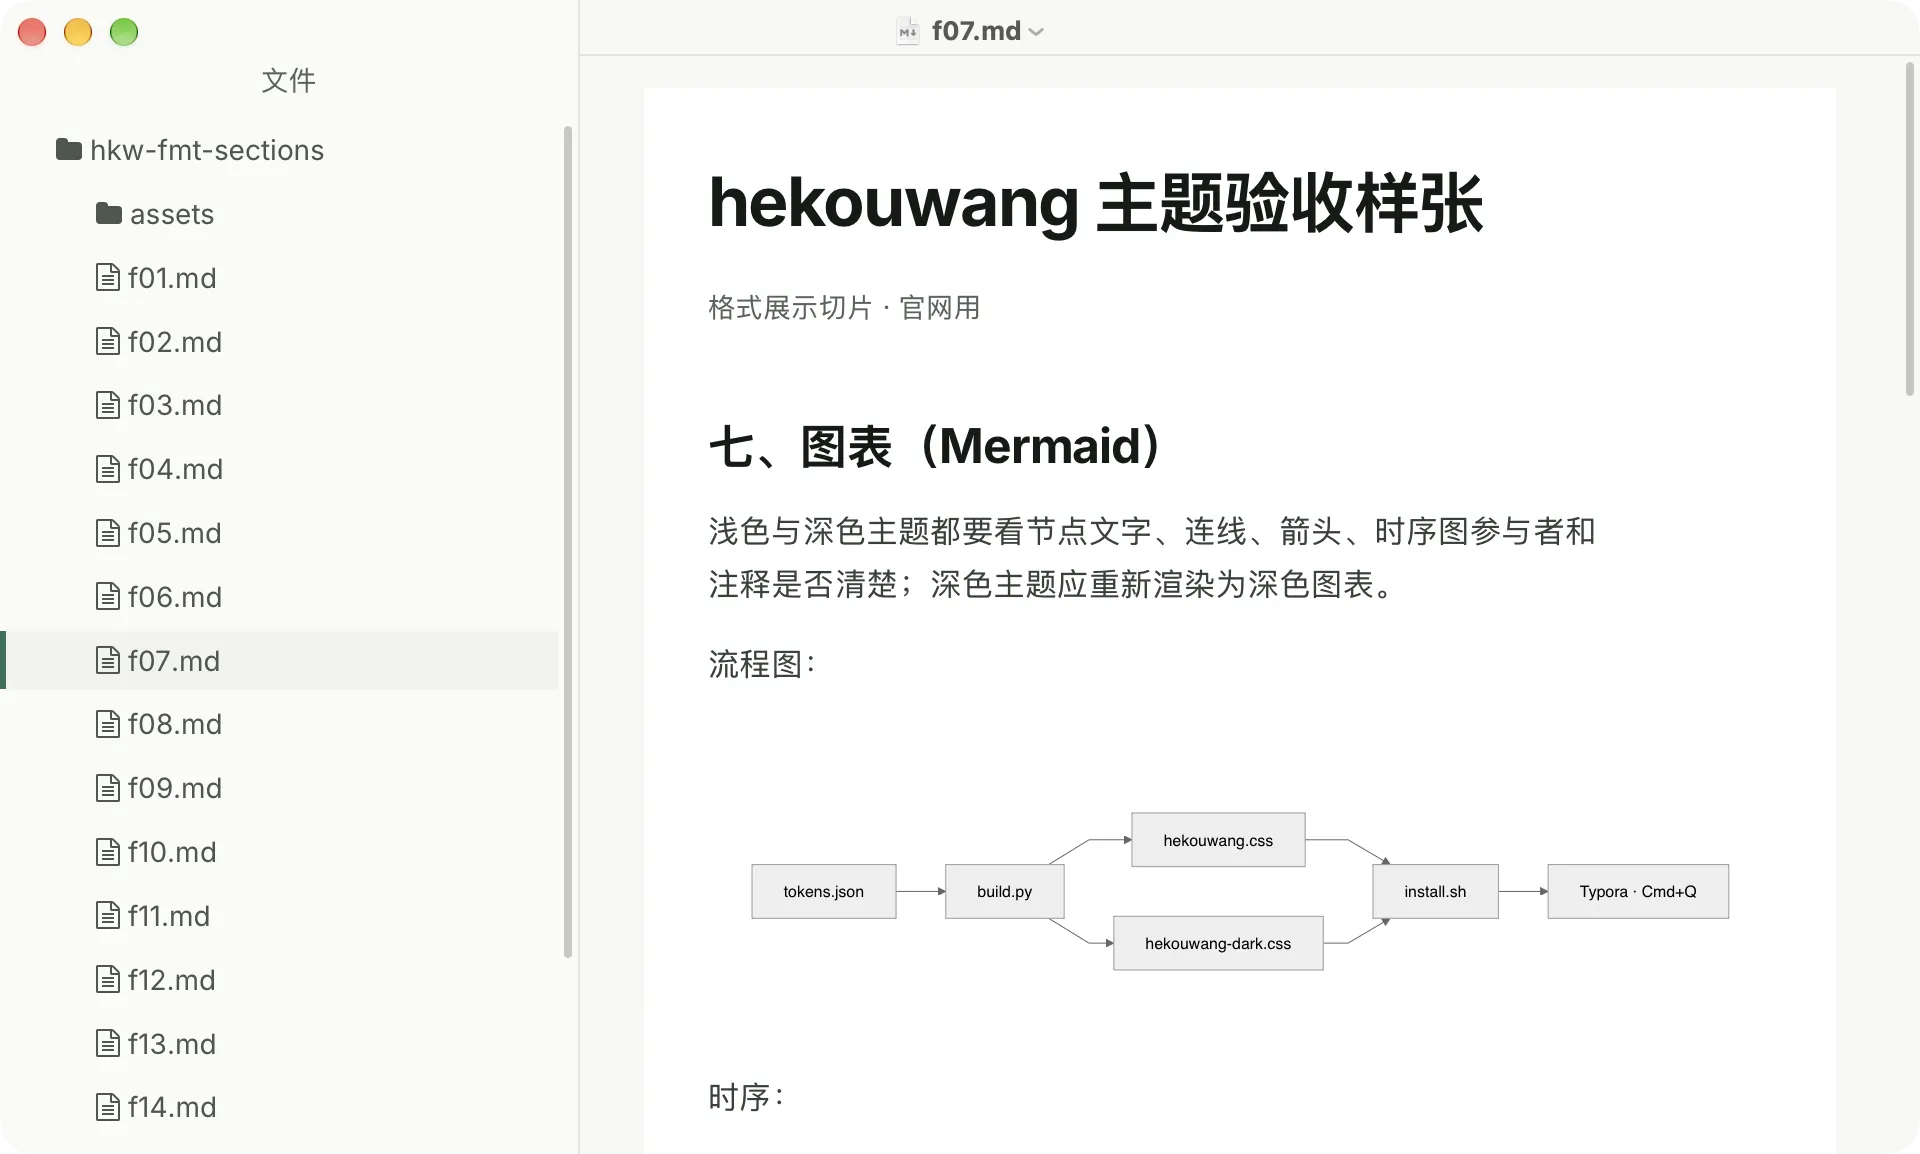 文件
hkw-fmt-sections
assets
f01.md
f02.md
f03.md
f04.md
f05.md
f06.md
f07.md
f08.md
f09.md
f10.md
f11.md
f12.md
f13.md
f14.md
f07.md
hekouwang 主题验收样张
格式展示切片 · 官网用
七、图表（Mermaid）
浅色与深色主题都要看节点文字、连线、箭头、时序图参与者和
注释是否清楚；深色主题应重新渲染为深色图表。
流程图：
tokens.json
build.py
hekouwang.css
hekouwang-dark.css
install.sh
Typora · Cmd+Q
时序：